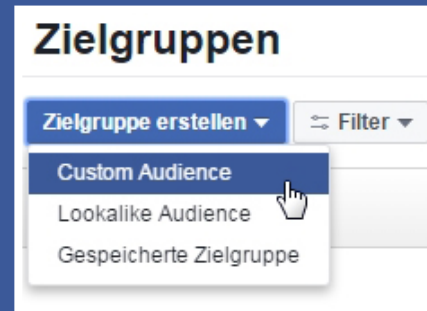 Zielgruppen
Zielgruppe erstellen Filter
Custom Audience
Lookalike Audience
Gespeicherte Zielgruppe